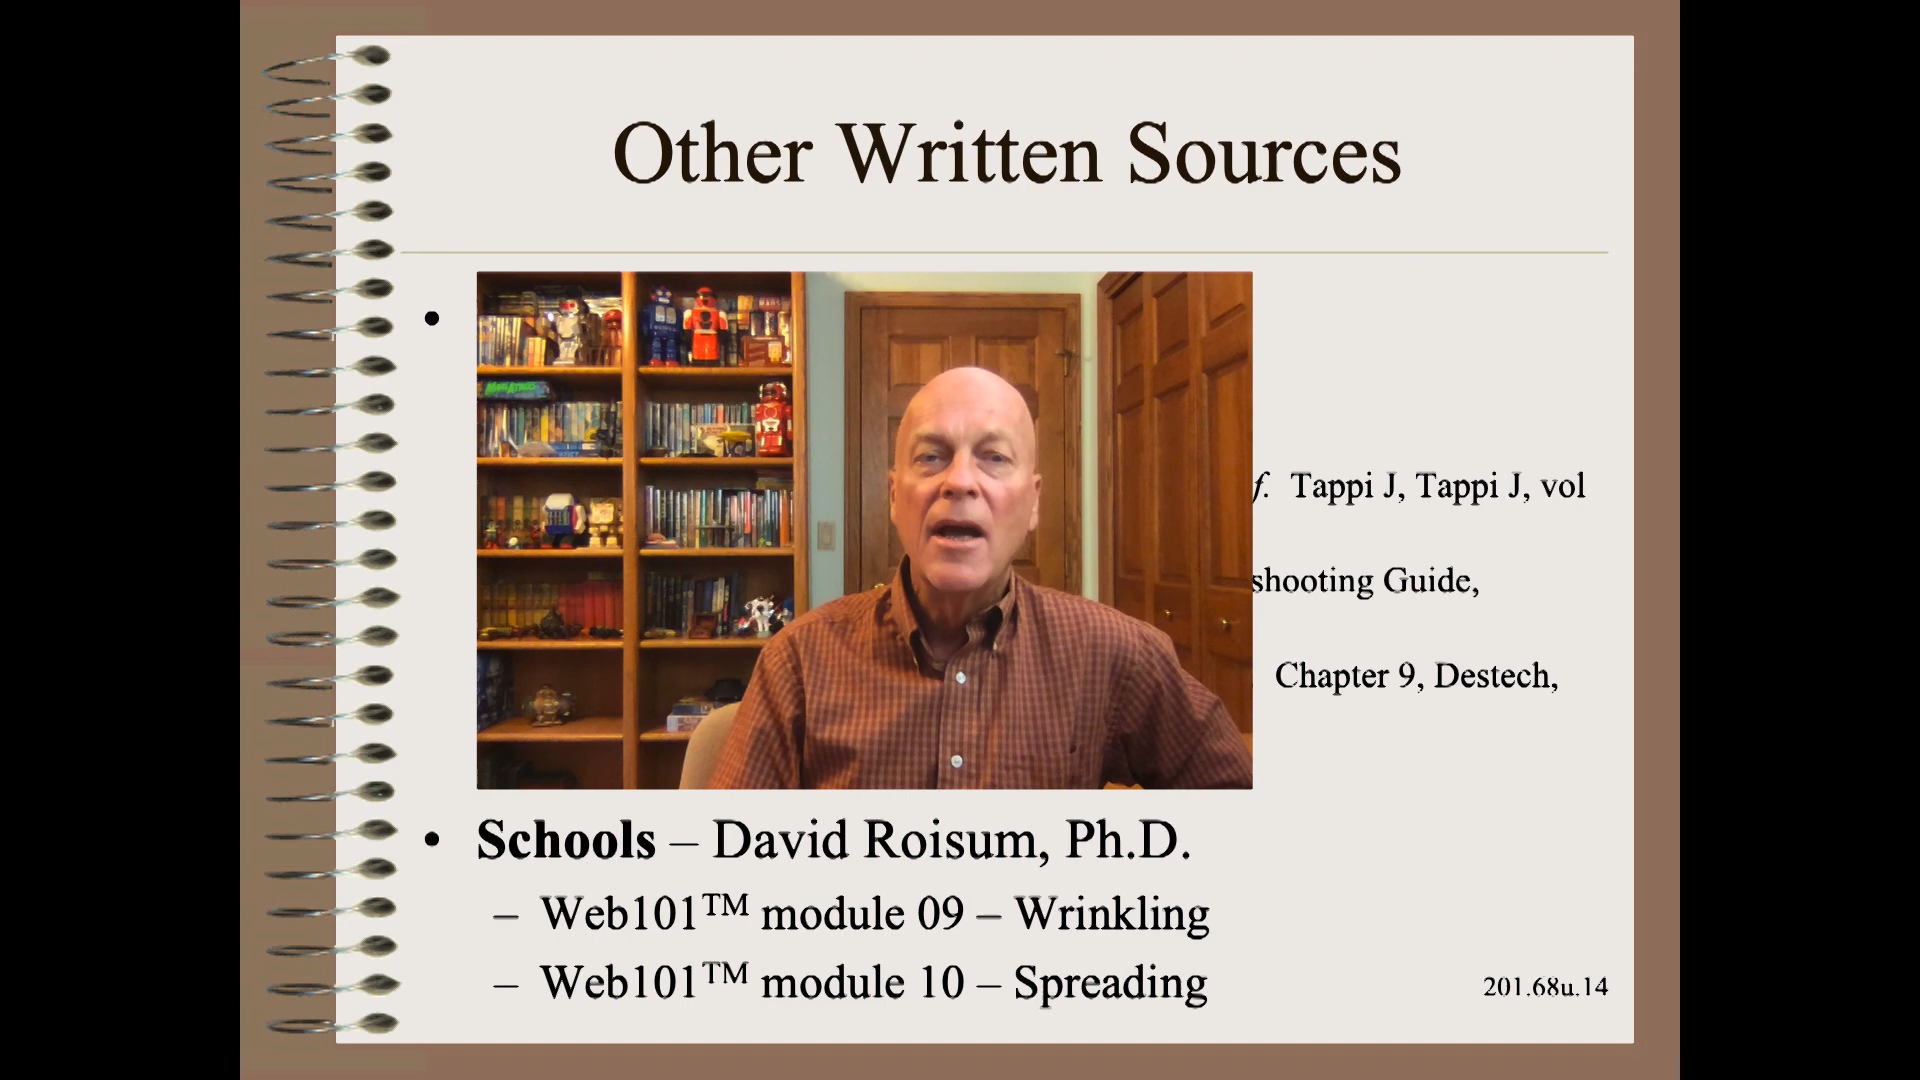 Other Written Sources
•
f. Tappi J, Tappi J, vol
shooting Guide,
Chapter 9, Destech,
• Schools – David Roisum, Ph.D.
– Web101™ module 09 – Wrinkling
– Web101™ module 10 – Spreading
201.68u.14